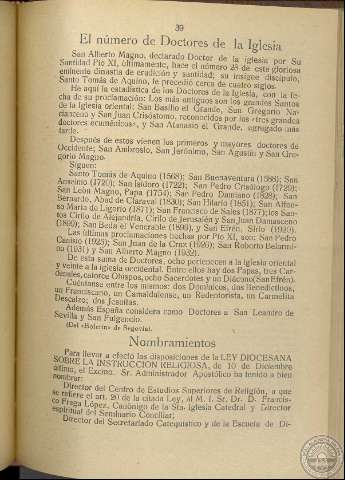 39
El número de Doctores de la Iglesia
San Alberto Magno, declarado Doctor de la Iglesia por Su
Santidad Pío XI, últimamente, hace el número 28 de esta gloriosa
eminente dinastía de erudición y santidad; su insigne discípulo,
Santo Tomás de Aquino, le precedió cerca de cuatro siglos.
He aquí la estadística de los Doctores de la Iglesia, con la fe-
cha de su proclamación: Los más antiguos son los grandes Santos
de la Iglesia oriental: San Basilio el Grande, San Gregorio Na-
cianceno y San Juan Crisóstomo, reconocidos por los «tres grandes
doctores ecuménicos», y San Atanasio el Grande, agregado más
tarde.
Después de estos vienen los primeros y mayores doctores de
Occidente; San Ambrosio, San Jerónimo, San Agustín y San Gre-
gorio Magno.
Siguen:
Santo Tomás de Aquino (1568); San Buenaventura (1588); San
Anselmo (1720); San Isidoro (1722); San Pedro Crisólogo (1729);
San León Magno, Papa (1754); San Pedro Damiano (1828); San
Bernardo, Abad de Claraval (1830); San Hilario (1851); San Alfon-
so María de Ligorio (1871); San Francisco de Sales (1877); los San-
tos Cirilo de Alejandría, Cirilo de Jerusalén y San Juan Damasceno
(1899); San Beda el Venerable (1899), y San Efrén, Sirio (1920).
Las últimas proclamaciones hechas por Pío XI, son: San Pedro
Canisio (1925); San Juan de la Cruz (1926); San Roberto Belarmi-
no (1931) y San Alberto Magno (1932).
De esta suma de Doctores, ocho pertenecen a la iglesia oriental
y veinte a la iglesia occidental. Entre ellos hay dos Papas, tres Car-
denales, catorce Obispos, ocho Sacerdotes y un Diácono (San Efrén).
Cuéntanse entre los mismos: dos Dominicos, dos Benedictinos,
un Franciscano, un Camaldulense, un Redentorista, un Carmelita
Descalzo; dos Jesuítas.
Además España considera como Doctores a San Leandro de
Sevilla y San Fulgencio.
(Del «Boletín» de Segovia).
Nombramientos
Para llevar a efecto las disposiciones de la LEY DIOCESANA
SOBRE LA INSTRUCCION RELIGIOSA, de 10 de Diciembre
último, el Excmo. Sr. Administrador Apostólico ha tenido a bien
nombrar:
Director del Centro de Estudios Superiores de Religión, a que
se refiere el art. 20 de la citada Ley, al M. I. Sr. Dr. D. Francis-
co Fraga López, Canónigo de la Sta. Iglesia Catedral y Director
espiritual del Seminario Conciliar;
Director del Secretariado Catequístico y de la Escuela de Di-